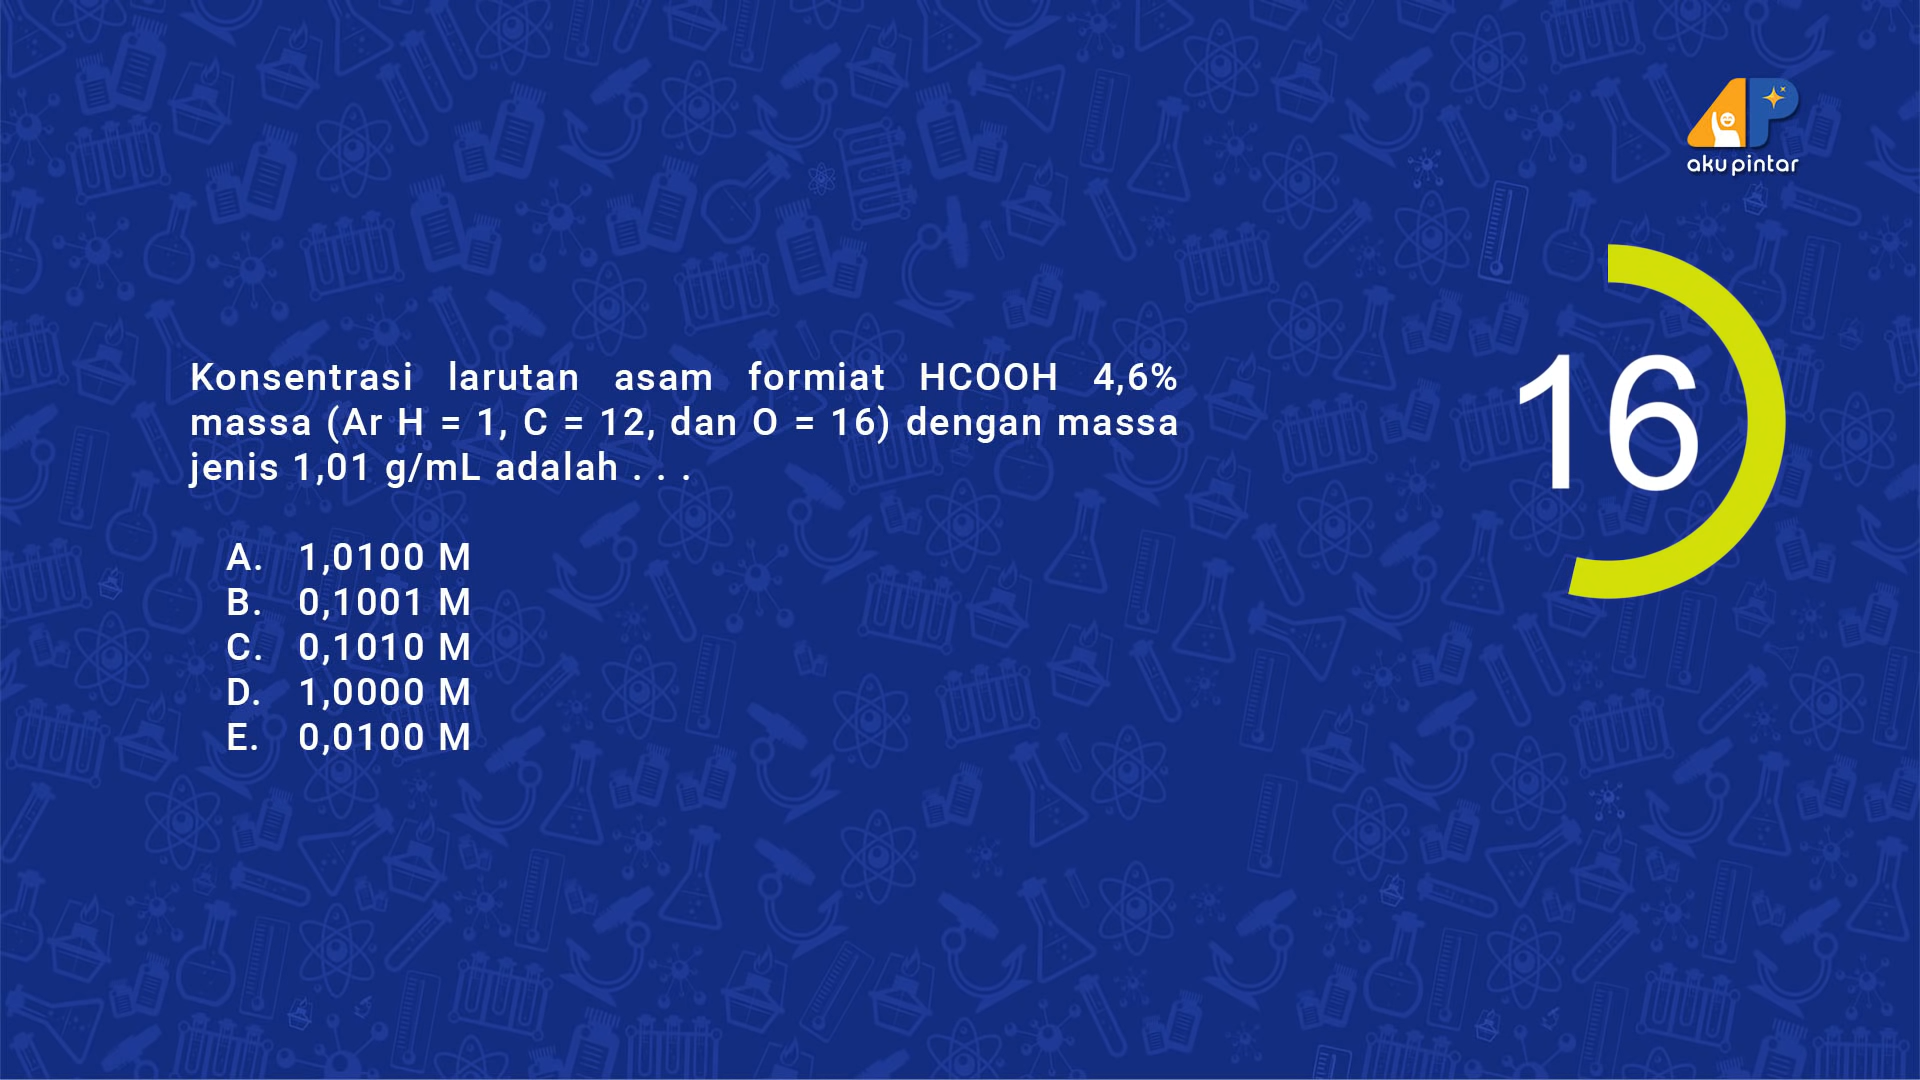 aku pintar
16
Konsentrasi larutan asam formiat HCOOH 4,6%
massa (Ar H = 1, C = 12, dan O = 16) dengan massa
jenis 1,01 g/mL adalah . . .
A. 1,0100 M
B. 0,1001 M
C. 0,1010 M
D. 1,0000 M
E. 0,0100 M